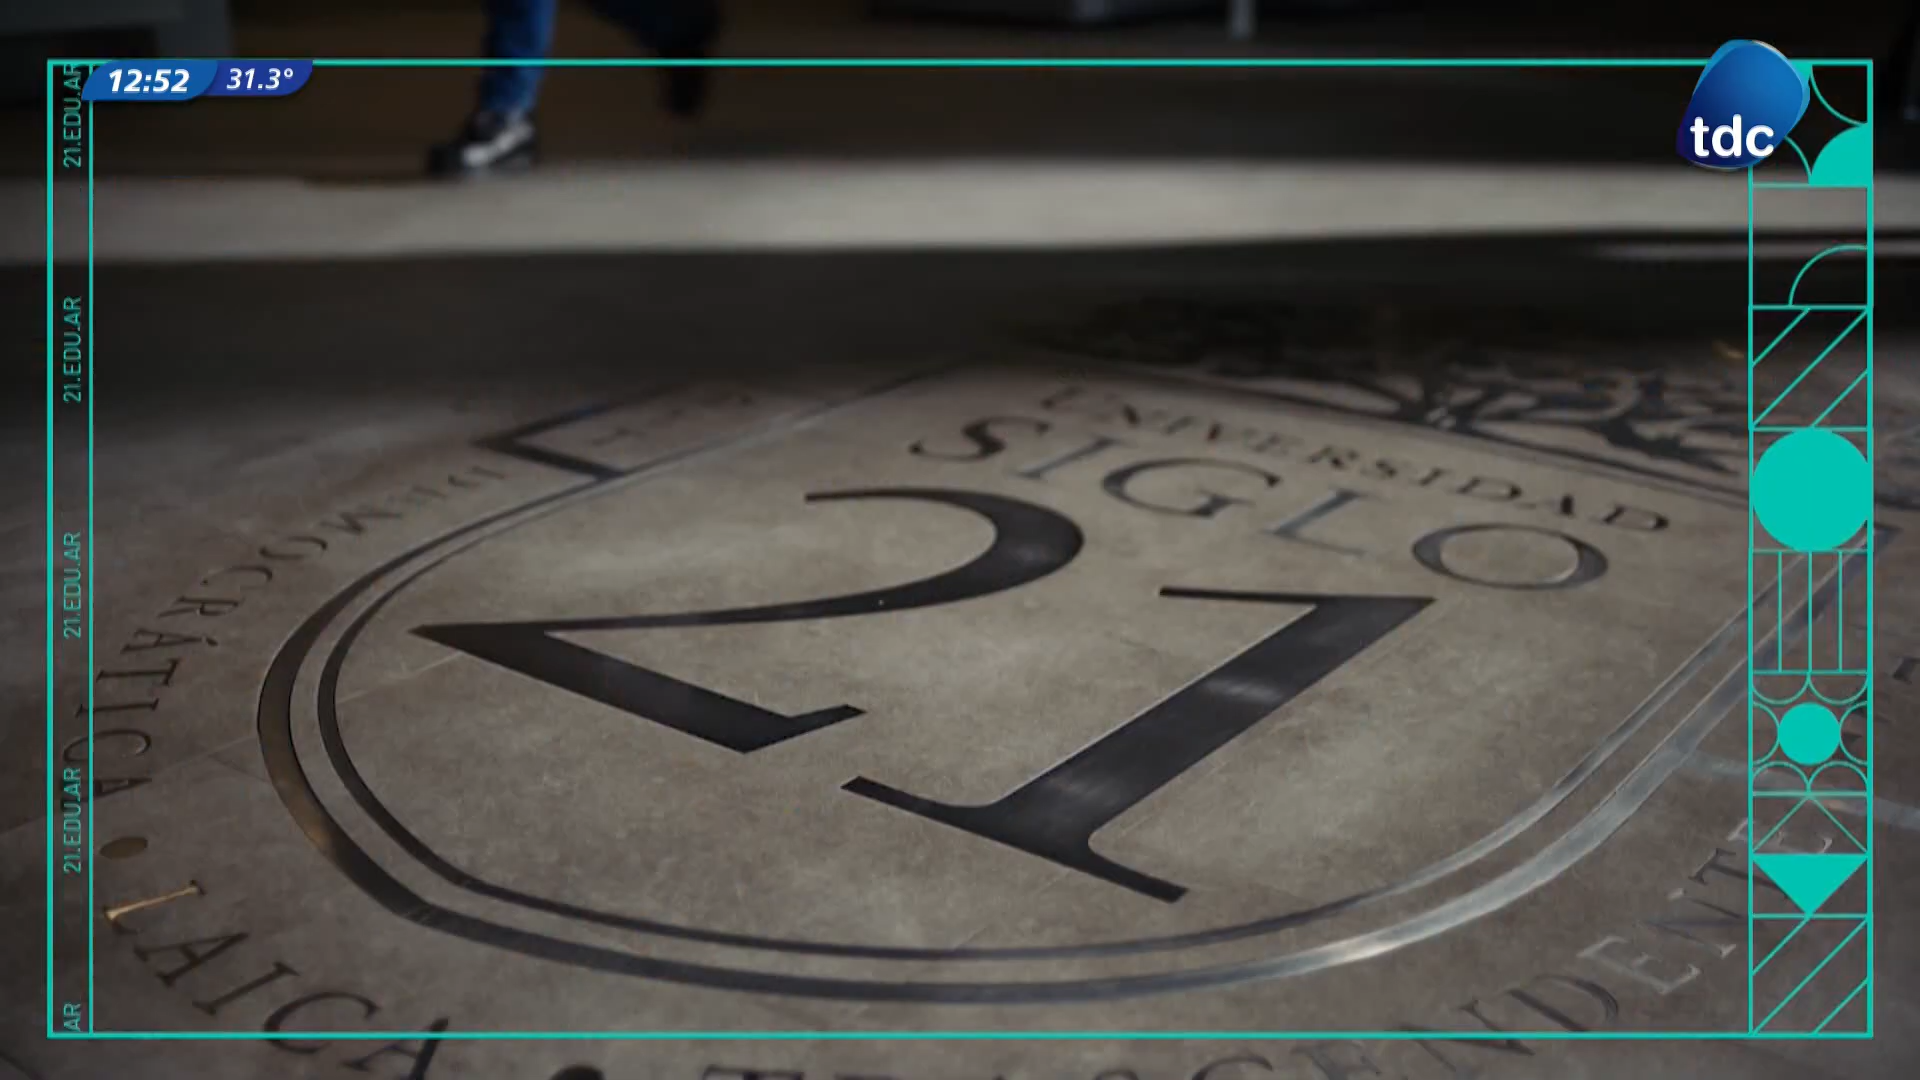 12:52 31.3°
tdc
21.EDU.AR
21.EDU.AR
21.EDU.AR
21.EDU.AR
AR
UNIVERSIDAD
SIGLO
21
DEMOCRÁTICA • LAICA • TRASCENDENTE